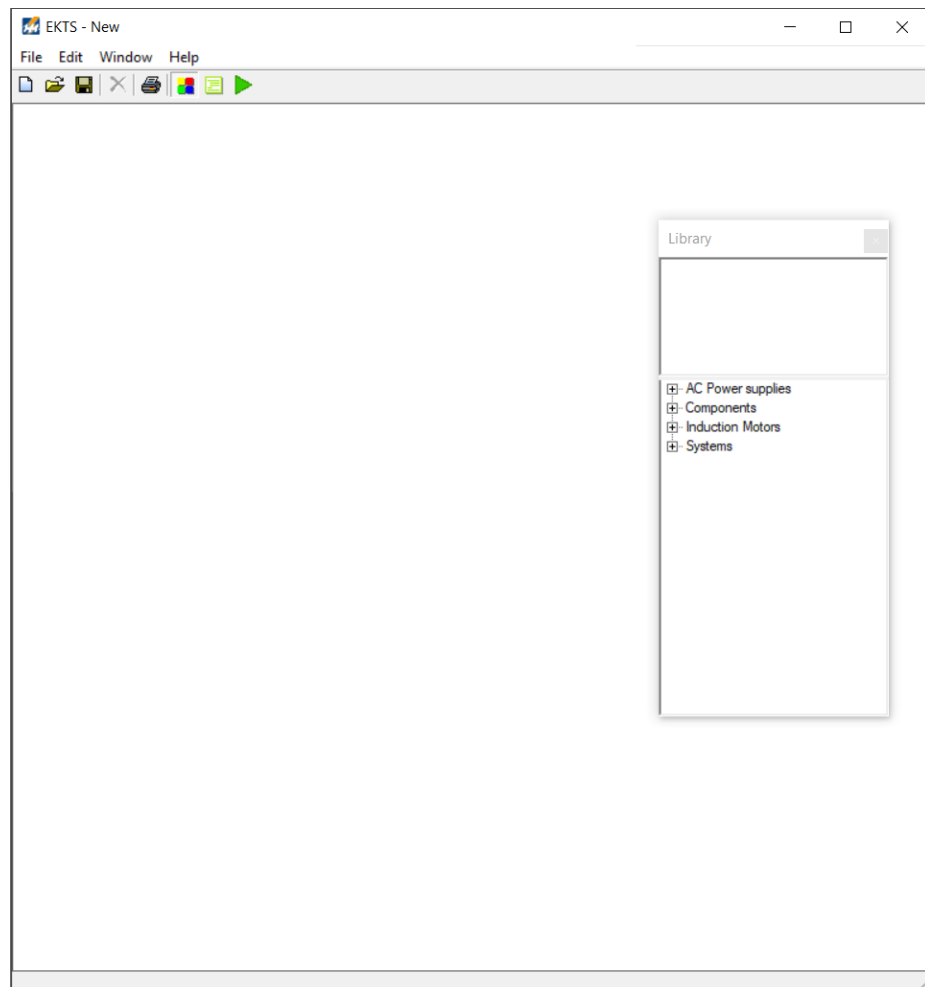 EKTS - New
File Edit Window Help
Library
AC Power supplies
Components
Induction Motors
Systems